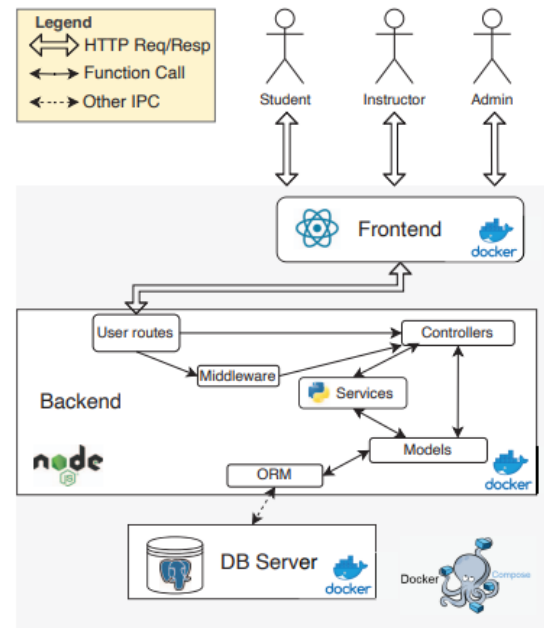 Legend
HTTP Req/Resp
Function Call
Other IPC
Student
Instructor
Admin
Frontend
docker
User routes
Controllers
Middleware
Services
Backend
Models
node
JS
docker
ORM
DB Server
docker
Docker
Compose